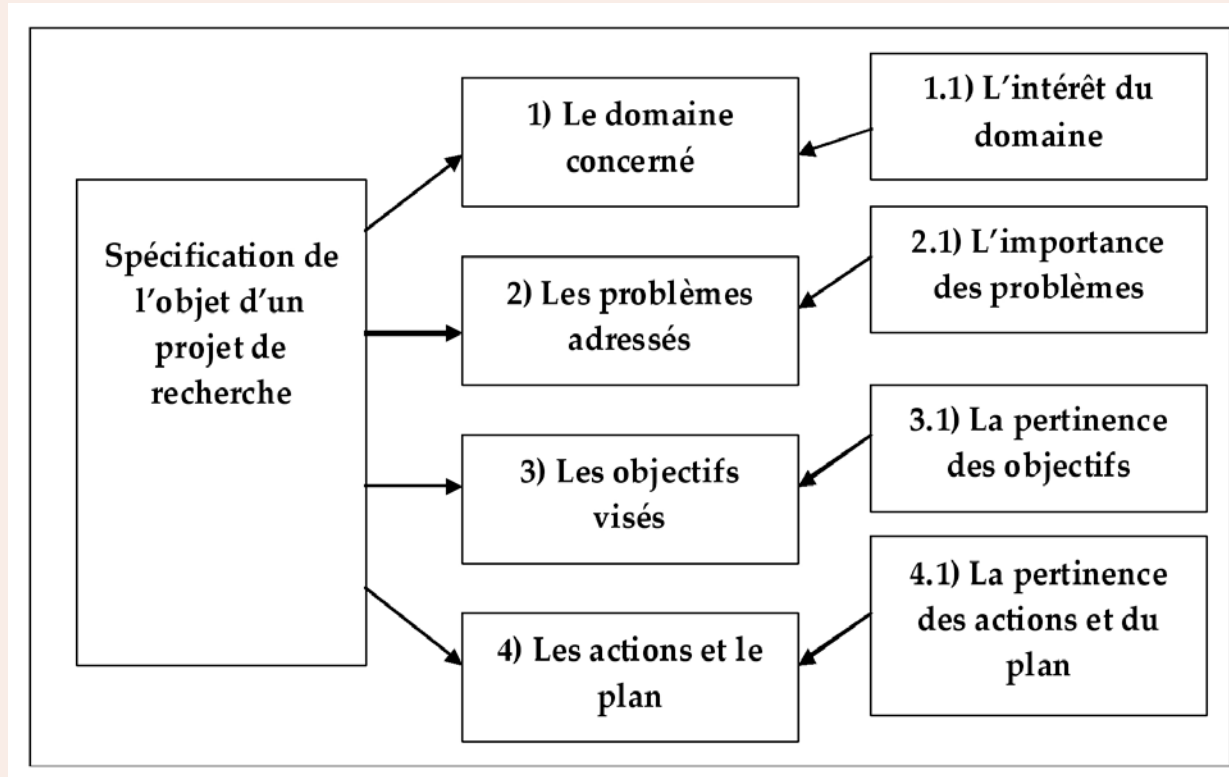 Spécification de
l'objet d'un
projet de
recherche
1) Le domaine
concerné
1.1) L'intérêt du
domaine
2) Les problèmes
adressés
2.1) L'importance
des problèmes
3) Les objectifs
visés
3.1) La pertinence
des objectifs
4) Les actions et le
plan
4.1) La pertinence
des actions et du
plan